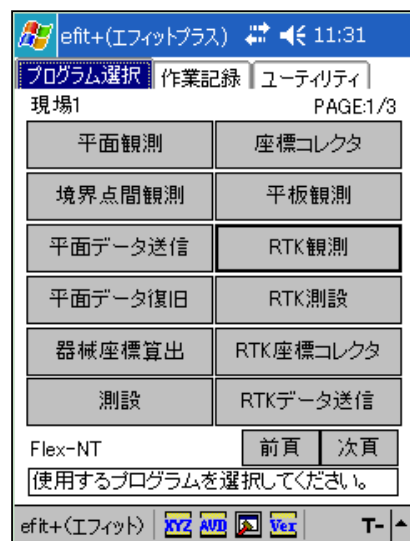 efit+(エフィットプラス) 11:31
プログラム選択 作業記録 ユーティリティ
現場1 PAGE:1/3
平面観測 座標コレクタ
境界点間観測 平板観測
平面データ送信 RTK観測
平面データ復旧 RTK測設
器械座標算出 RTK座標コレクタ
測設 RTKデータ送信
Flex-NT 前頁 次頁
使用するプログラムを選択してください。
efit+(エフィット) XYZ AVD Ver T-